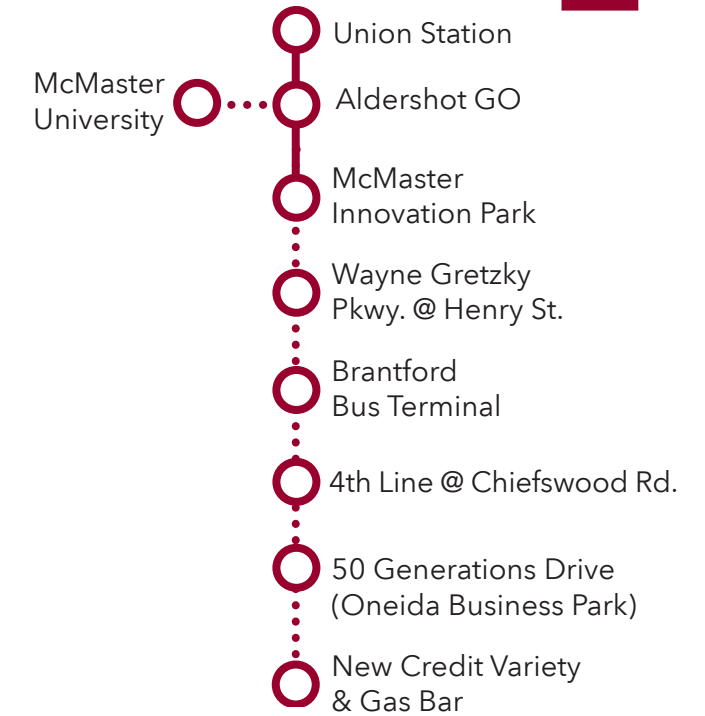 Union Station
McMaster
University
Aldershot GO
McMaster
Innovation Park
Wayne Gretzky
Pkwy. @ Henry St.
Brantford
Bus Terminal
4th Line @ Chiefswood Rd.
50 Generations Drive
(Oneida Business Park)
New Credit Variety
& Gas Bar